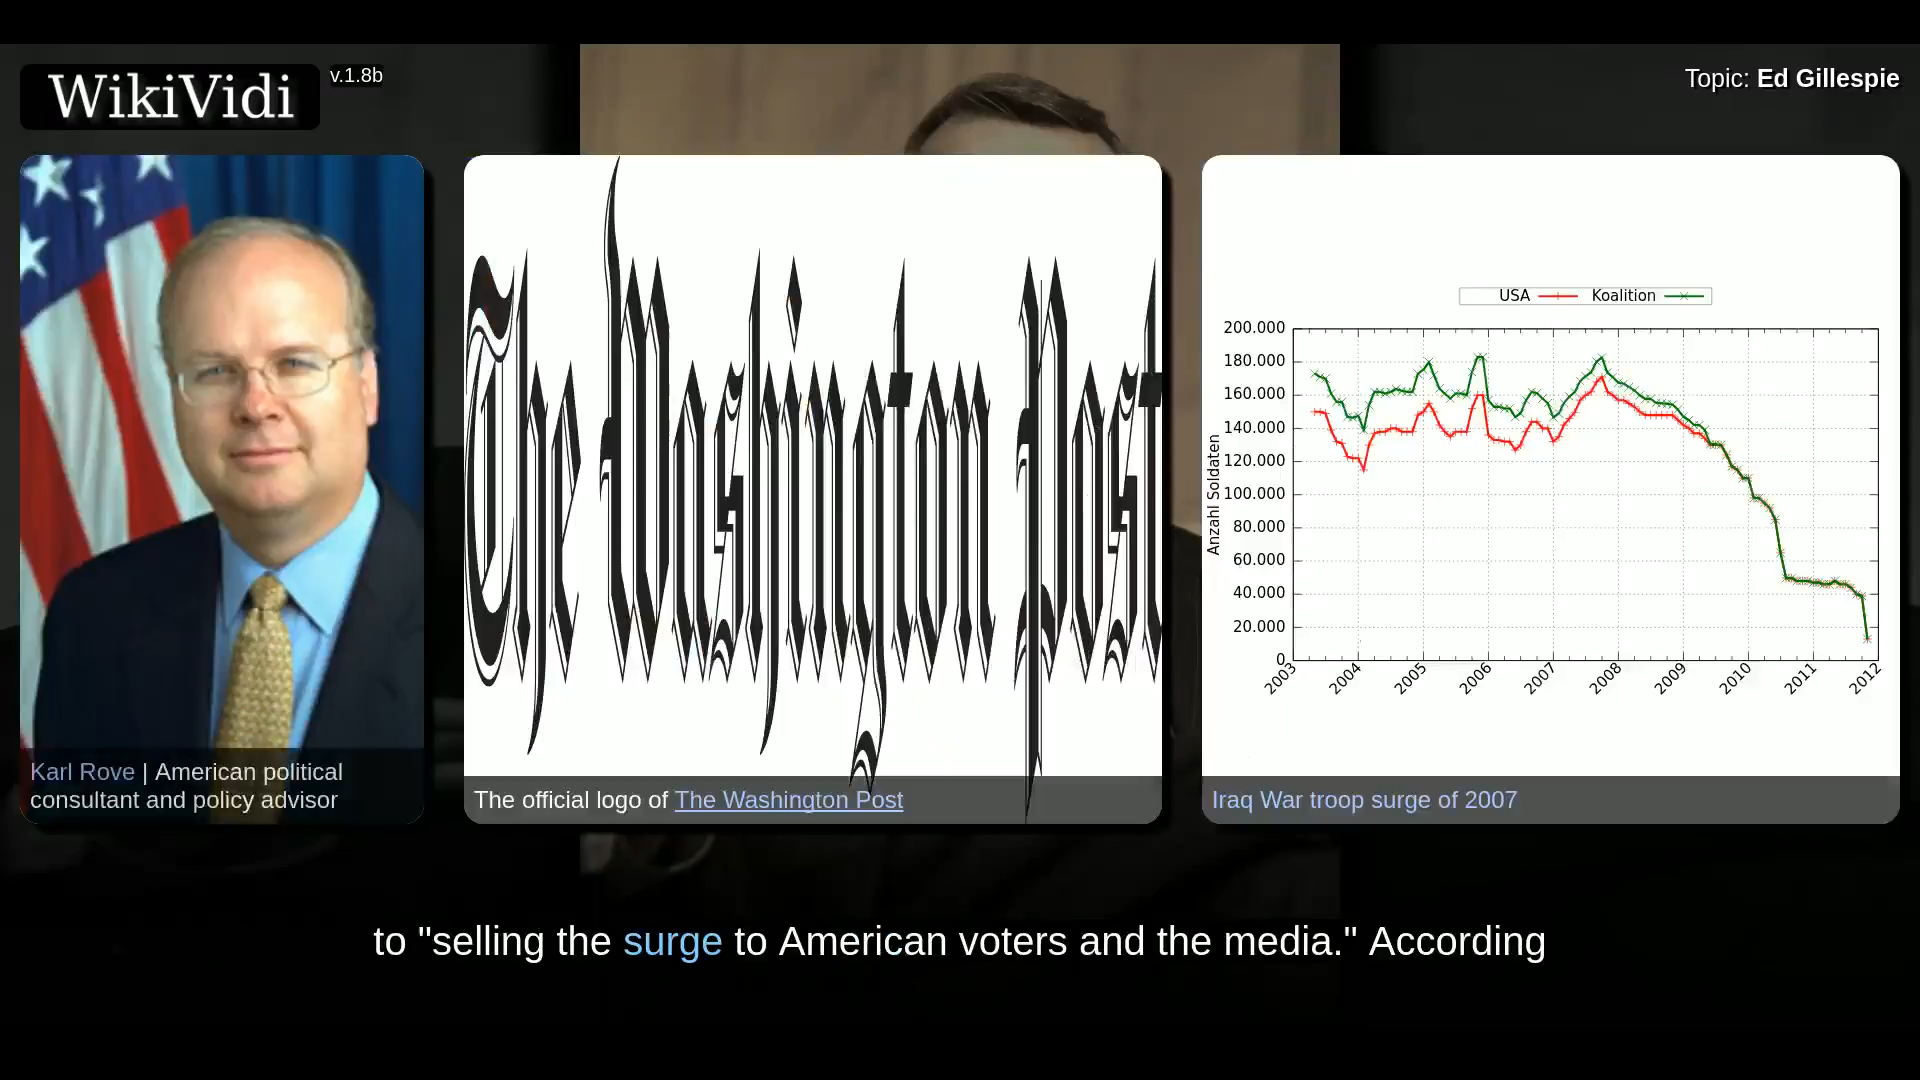 WikiVidi
v.1.8b
Topic: Ed Gillespie
Karl Rove | American political
consultant and policy advisor
The Washington Post
The official logo of The Washington Post
USA
Koalition
Anzahl Soldaten
200.000
180.000
160.000
140.000
120.000
100.000
80.000
60.000
40.000
20.000
0
2003
2004
2005
2006
2007
2008
2009
2010
2011
2012
Iraq War troop surge of 2007
to "selling the surge to American voters and the media." According